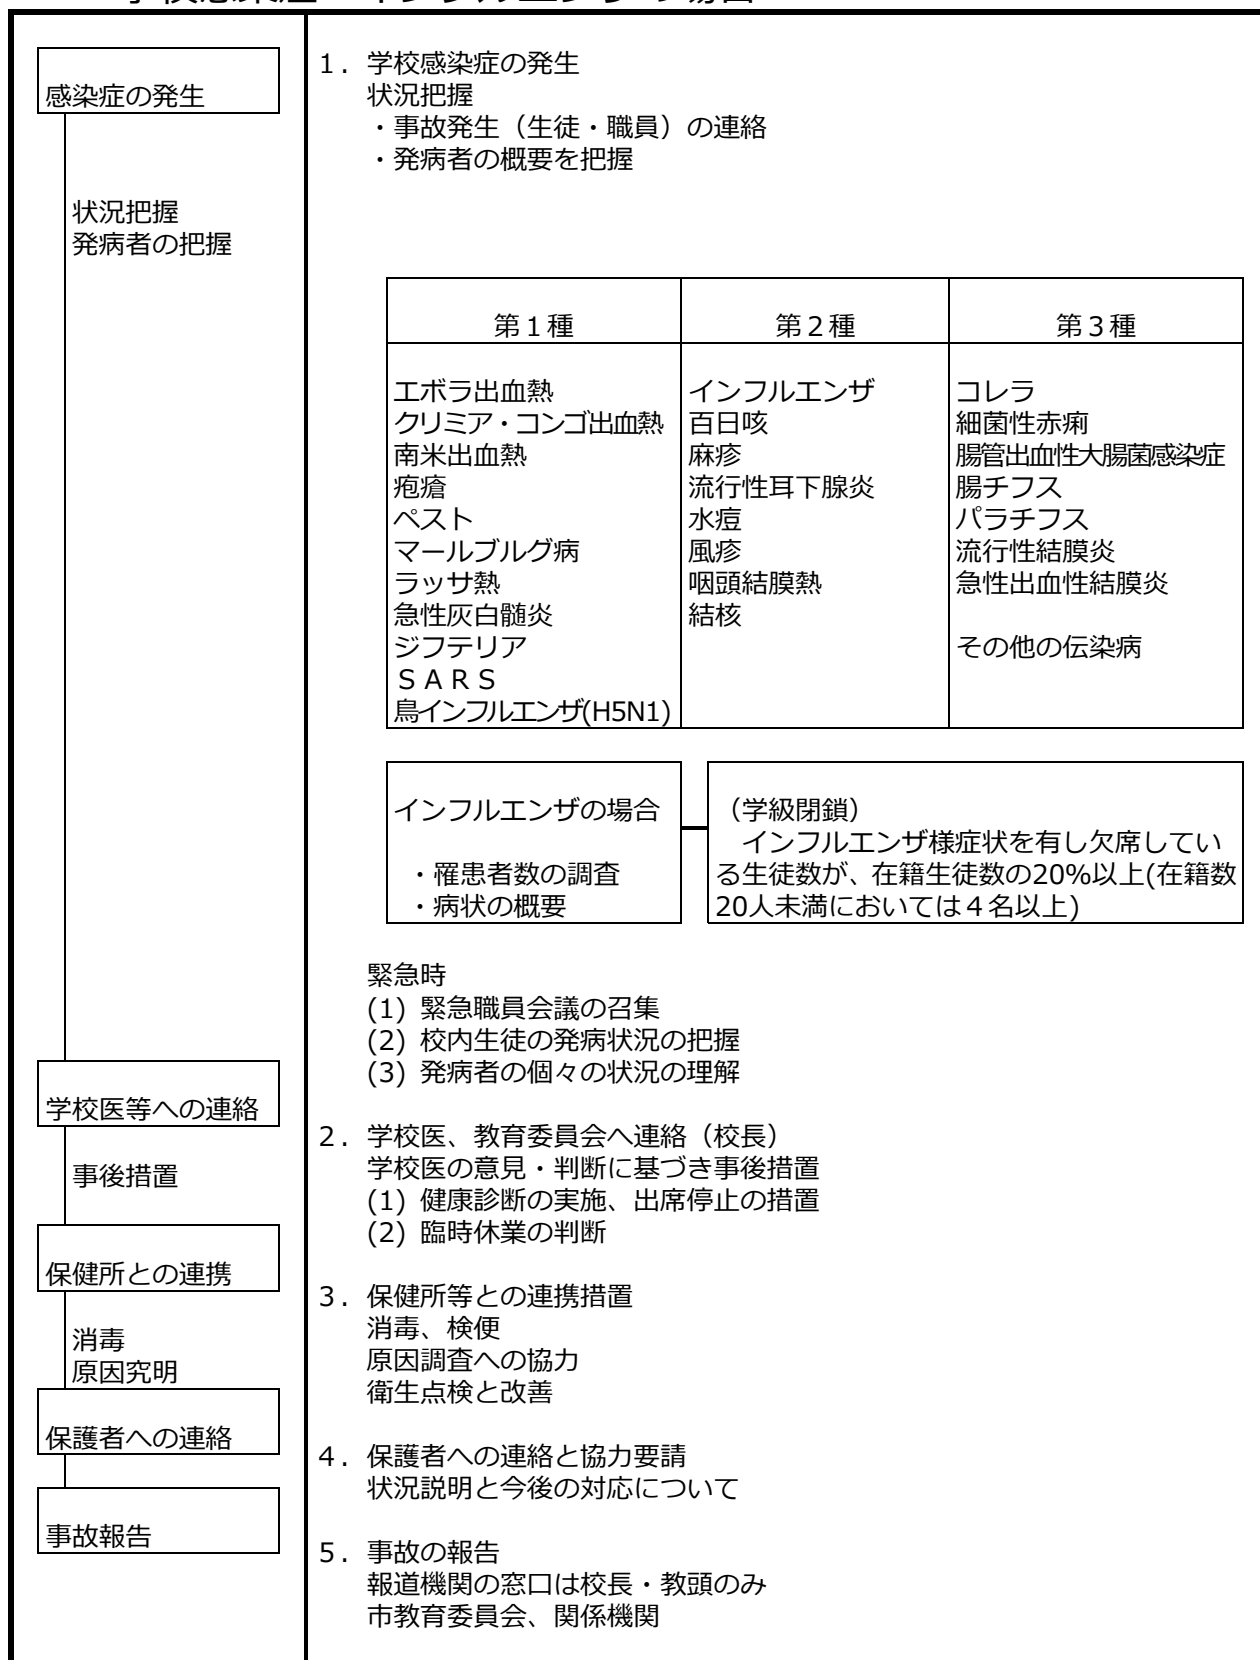 感染症の発生
状況把握
発病者の把握
学校医等への連絡
事後措置
保健所との連携
消毒
原因究明
保護者への連絡
事故報告
1．学校感染症の発生
状況把握
・事故発生（生徒・職員）の連絡
・発病者の概要を把握
第１種
エボラ出血熱
クリミア・コンゴ出血熱
南米出血熱
疱瘡
ペスト
マールブルグ病
ラッサ熱
急性灰白髄炎
ジフテリア
ＳＡＲＳ
鳥インフルエンザ(H5N1)
第２種
インフルエンザ
百日咳
麻疹
流行性耳下腺炎
水痘
風疹
咽頭結膜熱
結核
第３種
コレラ
細菌性赤痢
腸管出血性大腸菌感染症
腸チフス
パラチフス
流行性結膜炎
急性出血性結膜炎
その他の伝染病
インフルエンザの場合
・罹患者数の調査
・病状の概要
（学級閉鎖）
インフルエンザ様症状を有し欠席してい
る生徒数が、在籍生徒数の20%以上(在籍数
20人未満においては４名以上)
緊急時
(1) 緊急職員会議の召集
(2) 校内生徒の発病状況の把握
(3) 発病者の個々の状況の理解
2．学校医、教育委員会へ連絡（校長）
学校医の意見・判断に基づき事後措置
(1) 健康診断の実施、出席停止の措置
(2) 臨時休業の判断
3．保健所等との連携措置
消毒、検便
原因調査への協力
衛生点検と改善
4．保護者への連絡と協力要請
状況説明と今後の対応について
5．事故の報告
報道機関の窓口は校長・教頭のみ
市教育委員会、関係機関